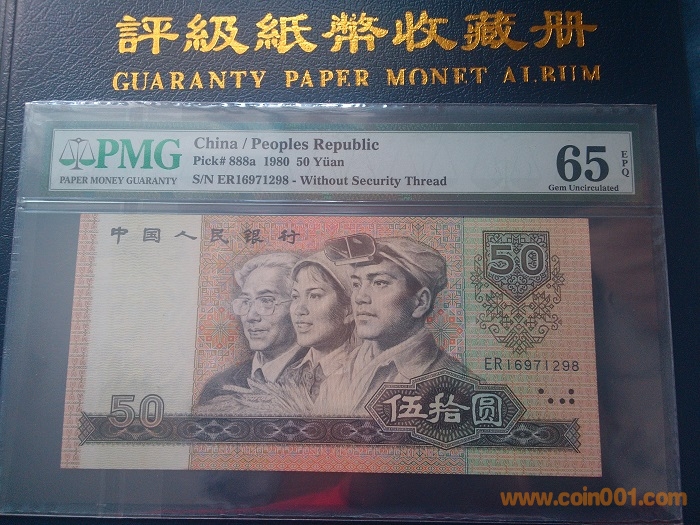 評級紙幣收藏册
GUARANTY PAPER MONET ALBUM
PMG
PAPER MONEY GUARANTY
China / Peoples Republic
Pick# 888a 1980 50 Yüan
S/N ER16971298 - Without Security Thread
65
EPQ
Gem Uncirculated
中国人民银行
50
ER16971298
50
伍拾圆
www.coin001.com